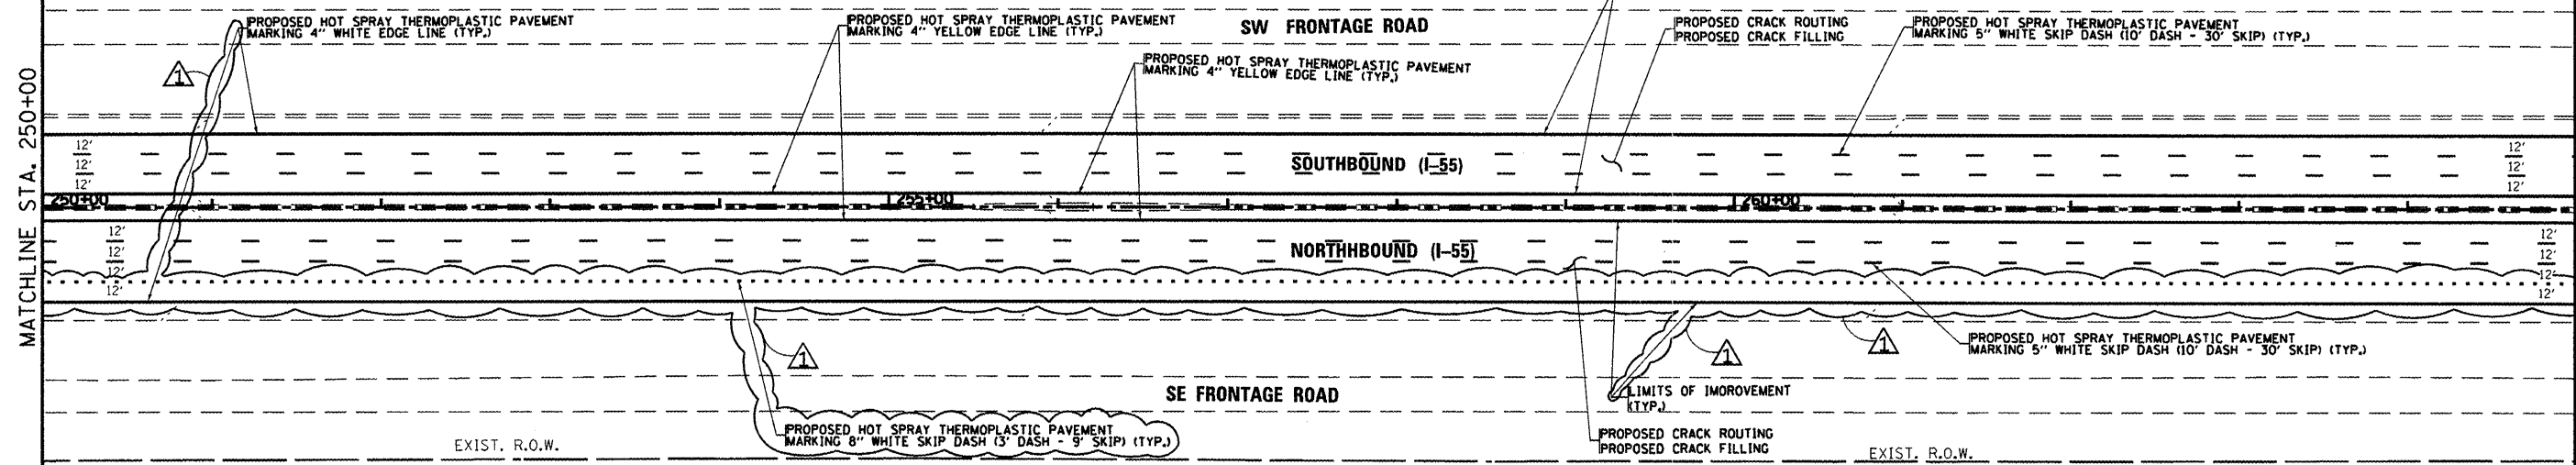 PROPOSED HOT SPRAY THERMOPLASTIC PAVEMENT
MARKING 4" WHITE EDGE LINE (TYP.)
PROPOSED HOT SPRAY THERMOPLASTIC PAVEMENT
MARKING 4" YELLOW EDGE LINE (TYP.)
SW FRONTAGE ROAD
PROPOSED CRACK ROUTING
PROPOSED CRACK FILLING
PROPOSED HOT SPRAY THERMOPLASTIC PAVEMENT
MARKING 5" WHITE SKIP DASH (10' DASH - 30' SKIP) (TYP.)
PROPOSED HOT SPRAY THERMOPLASTIC PAVEMENT
MARKING 4" YELLOW EDGE LINE (TYP.)
1
MATCHLINE STA. 250+00
12'
12'
12'
SOUTHBOUND (I-55)
12'
12'
12'
250+00
255+00
260+00
12'
12'
12'
12'
NORTHHBOUND (I-55)
12'
12'
12'
12'
1
1
1
PROPOSED HOT SPRAY THERMOPLASTIC PAVEMENT
MARKING 5" WHITE SKIP DASH (10' DASH - 30' SKIP) (TYP.)
SE FRONTAGE ROAD
LIMITS OF IMOROVEMENT
(TYP.)
PROPOSED HOT SPRAY THERMOPLASTIC PAVEMENT
MARKING 8" WHITE SKIP DASH (3' DASH - 9' SKIP) (TYP.)
PROPOSED CRACK ROUTING
PROPOSED CRACK FILLING
EXIST. R.O.W.
EXIST. R.O.W.